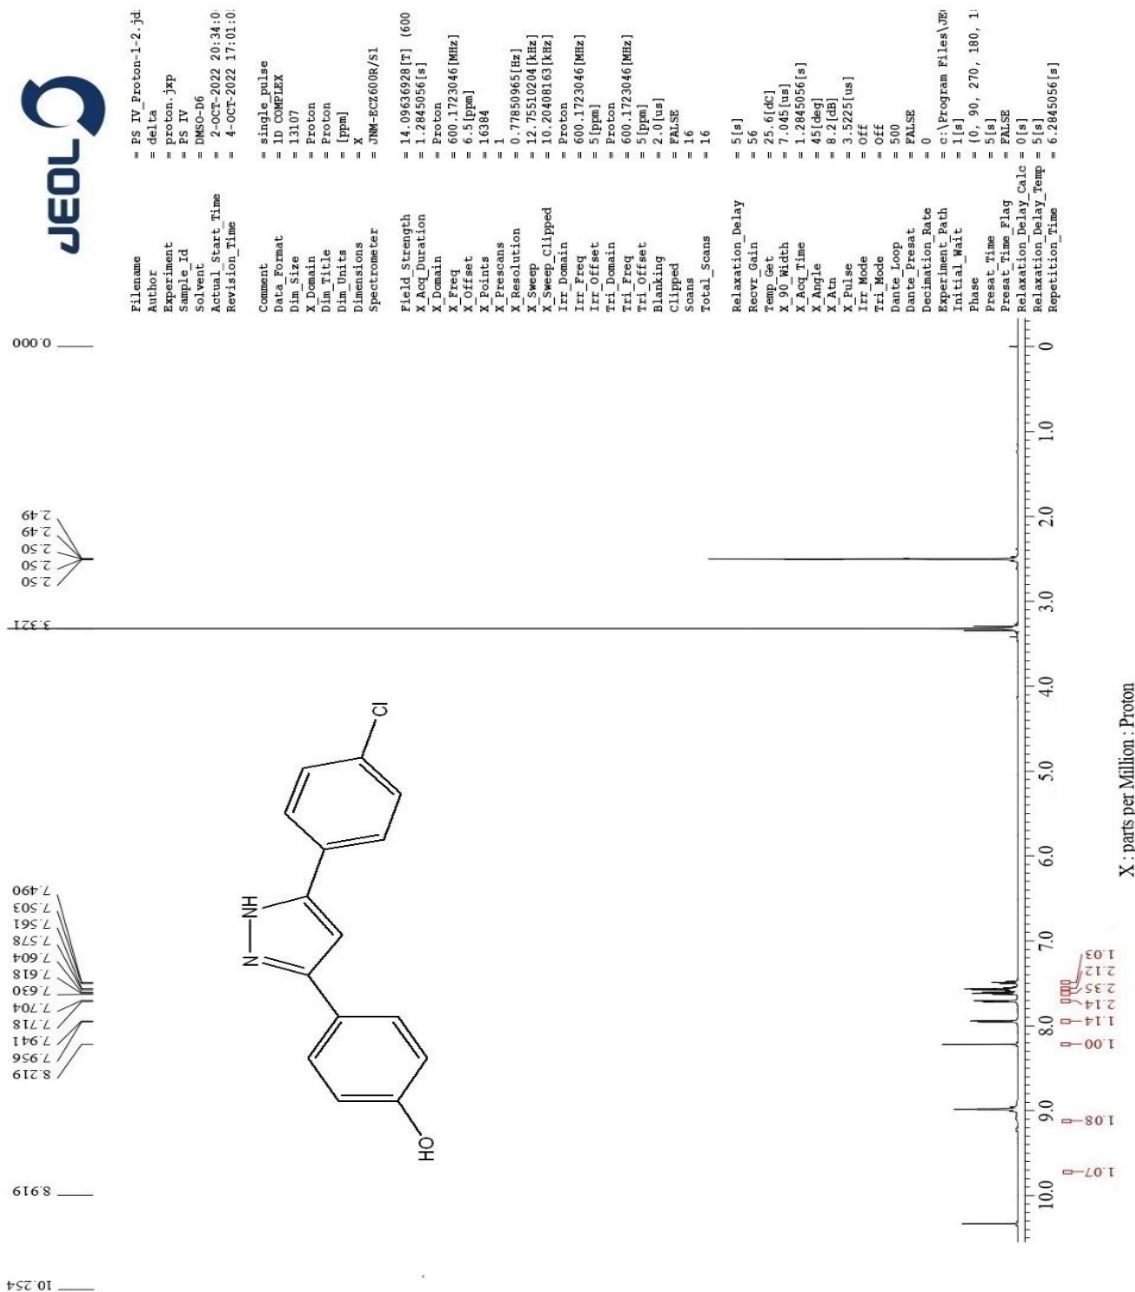 JEOL
Filename = PS IV_Proton-1-2.jd
Author = delta
Experiment = proton.jxp
Sample_Id = PS IV
Solvent = DMSO-D6
Actual_Start_Time = 2-OCT-2022 20:34:0
Revision_Time = 4-OCT-2022 17:01:0
Comment = single_pulse
Data_Format = 1D COMPLEX
Dim_Size = 13107
X_Domain = Proton
Dim_Title = Proton
Dim_Units = [ppm]
Dimensions = X
Spectrometer = JNM-ECZ600R/S1
Field_Strength = 14.09636928[T] (600
X_Acq_Duration = 1.2845056[s]
X_Domain = Proton
X_Freq = 600.1723046[MHz]
X_Offset = 6.5[ppm]
X_Points = 16384
X_Prescans = 1
X_Resolution = 0.77850965[Hz]
X_Sweep = 12.75510204[kHz]
X_Sweep_Clipped = 10.20408163[kHz]
Irr_Domain = Proton
Irr_Freq = 600.1723046[MHz]
Irr_Offset = 5[ppm]
Tri_Domain = Proton
Tri_Freq = 600.1723046[MHz]
Tri_Offset = 5[ppm]
Blanking = 2.0[us]
Clipped = FALSE
Scans = 16
Total_Scans = 16
Relaxation_Delay = 5[s]
Recvr_Gain = 56
Temp_Get = 25.6[dC]
X_90_Width = 7.045[us]
X_Acq_Time = 1.2845056[s]
X_Angle = 45[deg]
X_Atn = 8.2[dB]
X_Pulse = 3.5225[us]
Irr_Mode = Off
Tri_Mode = Off
Dante_Loop = 500
Dante_Presat = FALSE
Decimation_Rate = 0
Experiment_Path = c:\Program Files\JE
Initial_Wait = 1[s]
Phase = {0, 90, 270, 180, 1
Presat_Time = 5[s]
Presat_Time_Flag = FALSE
Relaxation_Delay_Calc = 0[s]
Relaxation_Delay_Temp = 5[s]
Repetition_Time = 6.2845056[s]
10.254
8.919
8.219
7.956
7.941
7.718
7.704
7.630
7.618
7.604
7.578
7.561
7.503
7.490
3.321
2.50
2.50
2.50
2.49
2.49
0.000
HO
N
NH
Cl
10.0 9.0 8.0 7.0 6.0 5.0 4.0 3.0 2.0 1.0 0
1.07
1.08
1.00
1.14
2.14
2.35
2.12
1.03
X : parts per Million : Proton